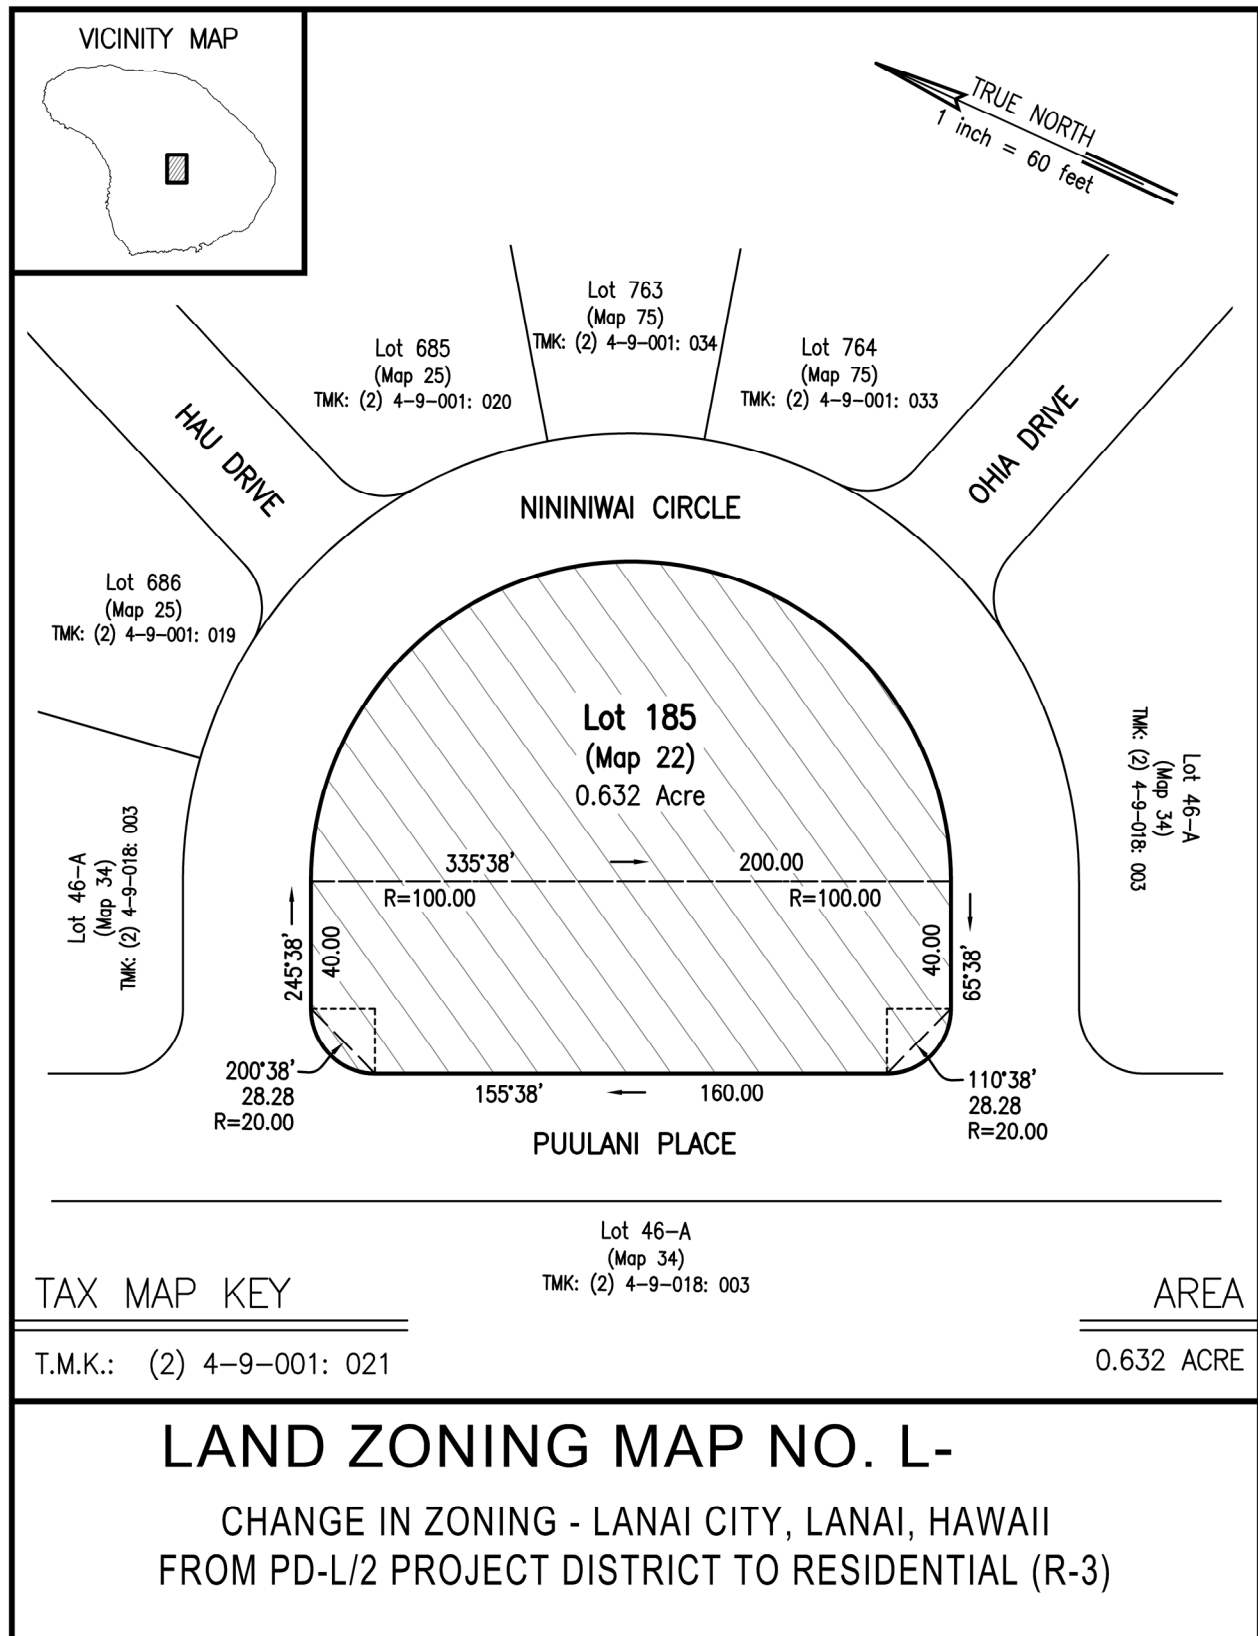 VICINITY MAP
TRUE NORTH
1 inch = 60 feet
Lot 763
(Map 75)
TMK: (2) 4-9-001: 034
Lot 685
(Map 25)
TMK: (2) 4-9-001: 020
Lot 764
(Map 75)
TMK: (2) 4-9-001: 033
HAU DRIVE
OHIA DRIVE
NININIWAI CIRCLE
Lot 686
(Map 25)
TMK: (2) 4-9-001: 019
Lot 185
(Map 22)
0.632 Acre
Lot 46-A
(Map 34)
TMK: (2) 4-9-018: 003
Lot 46-A
(Map 34)
TMK: (2) 4-9-018: 003
335°38' 200.00
R=100.00 R=100.00
245°38'
40.00
40.00
65°38'
200°38'
28.28
R=20.00
155°38' 160.00
110°38'
28.28
R=20.00
PUULANI PLACE
Lot 46-A
(Map 34)
TMK: (2) 4-9-018: 003
TAX MAP KEY
T.M.K.: (2) 4-9-001: 021
AREA
0.632 ACRE
LAND ZONING MAP NO. L-
CHANGE IN ZONING - LANAI CITY, LANAI, HAWAII
FROM PD-L/2 PROJECT DISTRICT TO RESIDENTIAL (R-3)